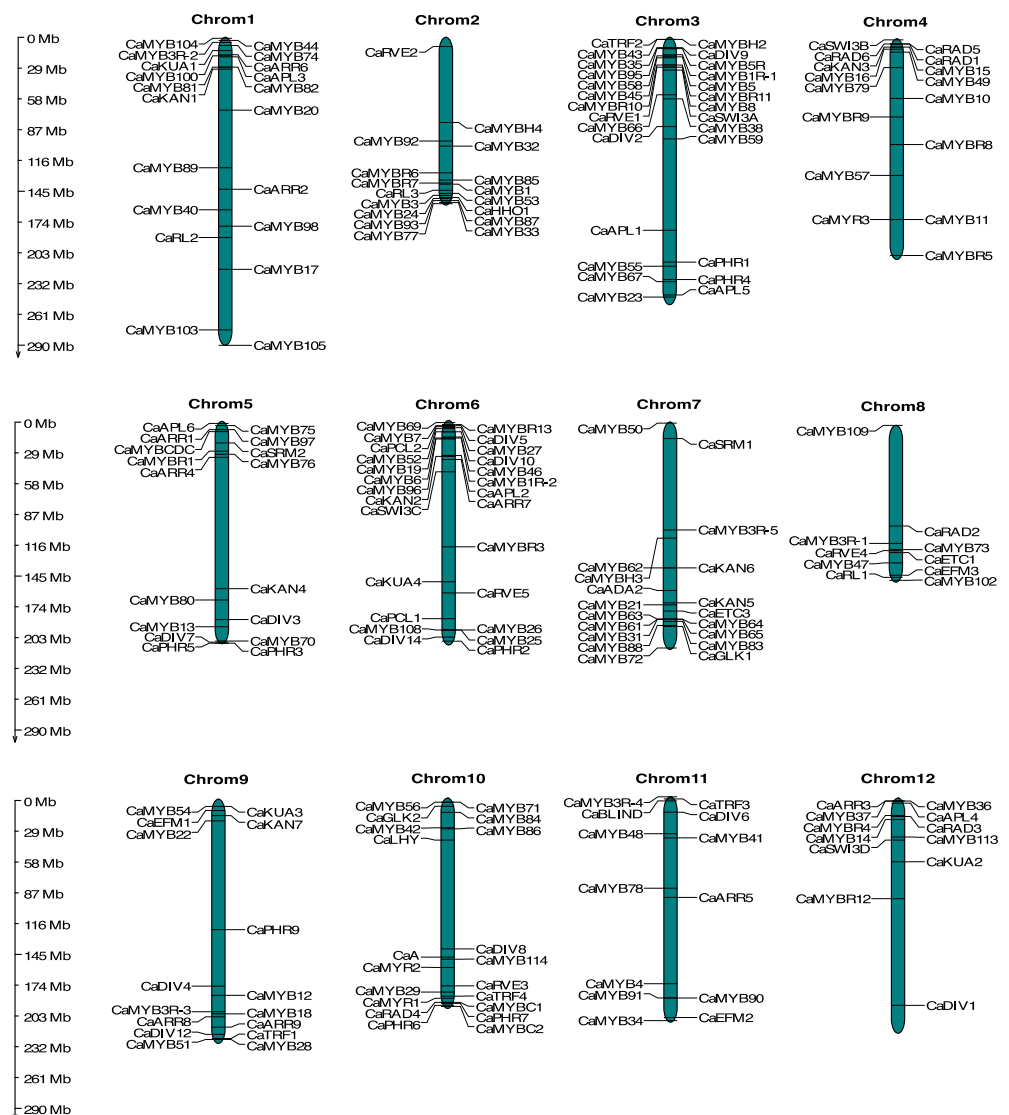 Chrom1
Chrom2
Chrom3
Chrom4
0 Mb
29 Mb
58 Mb
87 Mb
116 Mb
145 Mb
174 Mb
203 Mb
232 Mb
261 Mb
290 Mb
CaMYB104
CaMYB3R-2
CaKUA1
CaMYB100
CaMYB81
CaKAN1
CaMYB89
CaMYB40
CaRL2
CaMYB103
CaMYB44
CaMYB74
CaARR6
CaAPL3
CaMYB82
CaMYB20
CaARR2
CaMYB98
CaMYB17
CaMYB105
CaRVE2
CaMYB92
CaMYBR6
CaMYBR7
CaRL3
CaMYB3
CaMYB24
CaMYB93
CaMYB77
CaMYBH4
CaMYB32
CaMYB85
CaMYB1
CaMYB53
CaHHO1
CaMYB87
CaMYB33
CaTRF2
CaMYB43
CaMYB35
CaMYB95
CaMYB58
CaMYB45
CaMYBR10
CaRVE1
CaMYB66
CaDIV2
CaAPL1
CaMYB55
CaMYB67
CaMYB23
CaMYBH2
CaDIV9
CaMYB5R
CaMYB1R-1
CaMYB5
CaMYBR11
CaMYB8
CaSWI3A
CaMYB38
CaMYB59
CaPHR1
CaPHR4
CaAPL5
CaSWI3B
CaRAD6
CaKAN3
CaMYB16
CaMYB79
CaMYBR9
CaMYB57
CaMYR3
CaRAD5
CaRAD1
CaMYB15
CaMYB49
CaMYB10
CaMYBR8
CaMYB11
CaMYBR5
Chrom5
Chrom6
Chrom7
Chrom8
0 Mb
29 Mb
58 Mb
87 Mb
116 Mb
145 Mb
174 Mb
203 Mb
232 Mb
261 Mb
290 Mb
CaAPL6
CaARR1
CaMYBCDC
CaMYBR1
CaARR4
CaMYB80
CaMYB13
CaDIV7
CaPHR5
CaMYB75
CaMYB97
CaSRM2
CaMYB76
CaKAN4
CaDIV3
CaMYB70
CaPHR3
CaMYB69
CaMYB7
CaPCL2
CaMYB52
CaMYB19
CaMYB6
CaMYB96
CaKAN2
CaSWI3C
CaKUA4
CaPCL1
CaMYB108
CaDIV14
CaMYBR13
CaDIV5
CaMYB27
CaDIV10
CaMYB46
CaMYB1R-2
CaAPL2
CaARR7
CaMYBR3
CaRVE5
CaMYB26
CaMYB25
CaPHR2
CaMYB50
CaMYB62
CaMYBH3
CaADA2
CaMYB21
CaMYB63
CaMYB61
CaMYB31
CaMYB88
CaMYB72
CaSRM1
CaMYB3R-5
CaKAN6
CaKAN5
CaETC3
CaMYB64
CaMYB65
CaMYB83
CaGLK1
CaMYB109
CaMYB3R-1
CaRVE4
CaMYB47
CaRL1
CaRAD2
CaMYB73
CaETC1
CaEFM3
CaMYB102
Chrom9
Chrom10
Chrom11
Chrom12
0 Mb
29 Mb
58 Mb
87 Mb
116 Mb
145 Mb
174 Mb
203 Mb
232 Mb
261 Mb
290 Mb
CaMYB54
CaEFM1
CaMYB22
CaDIV4
CaMYB3R-3
CaARR8
CaDIV12
CaMYB51
CaKUA3
CaKAN7
CaPHR9
CaMYB12
CaMYB18
CaARR9
CaTRF1
CaMYB28
CaMYB56
CaGLK2
CaMYB42
CaLHY
CaA
CaMYR2
CaMYB29
CaMYR1
CaRAD4
CaPHR6
CaMYB71
CaMYB84
CaMYB86
CaDIV8
CaMYB114
CaRVE3
CaTRF4
CaMYBC1
CaPHR7
CaMYBC2
CaMYB3R-4
CaBLIND
CaMYB48
CaMYB78
CaMYB4
CaMYB91
CaMYB34
CaTRF3
CaDIV6
CaMYB41
CaARR5
CaMYB90
CaEFM2
CaARR3
CaMYB37
CaMYBR4
CaMYB14
CaSWI3D
CaMYBR12
CaMYB36
CaAPL4
CaRAD3
CaMYB113
CaKUA2
CaDIV1